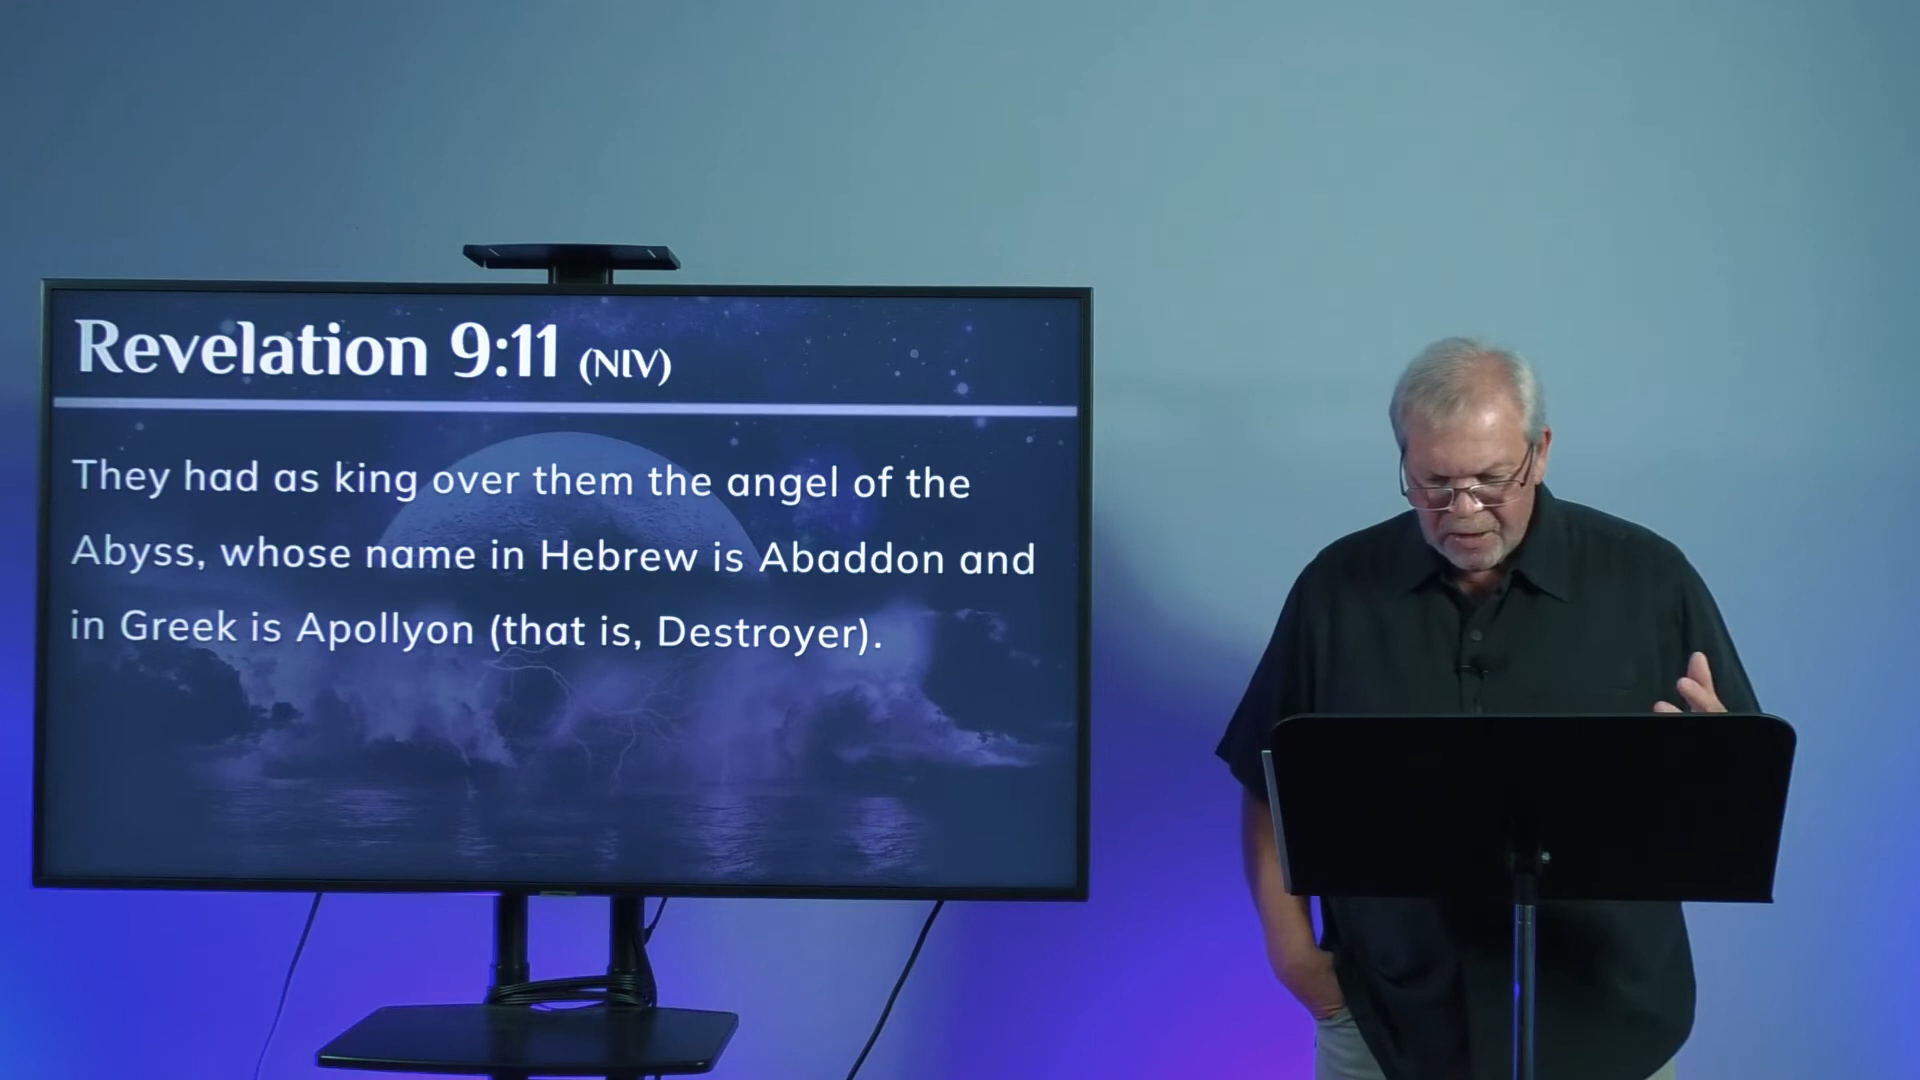 Revelation 9:11 (NIV)
They had as king over them the angel of the
Abyss, whose name in Hebrew is Abaddon and
in Greek is Apollyon (that is, Destroyer).